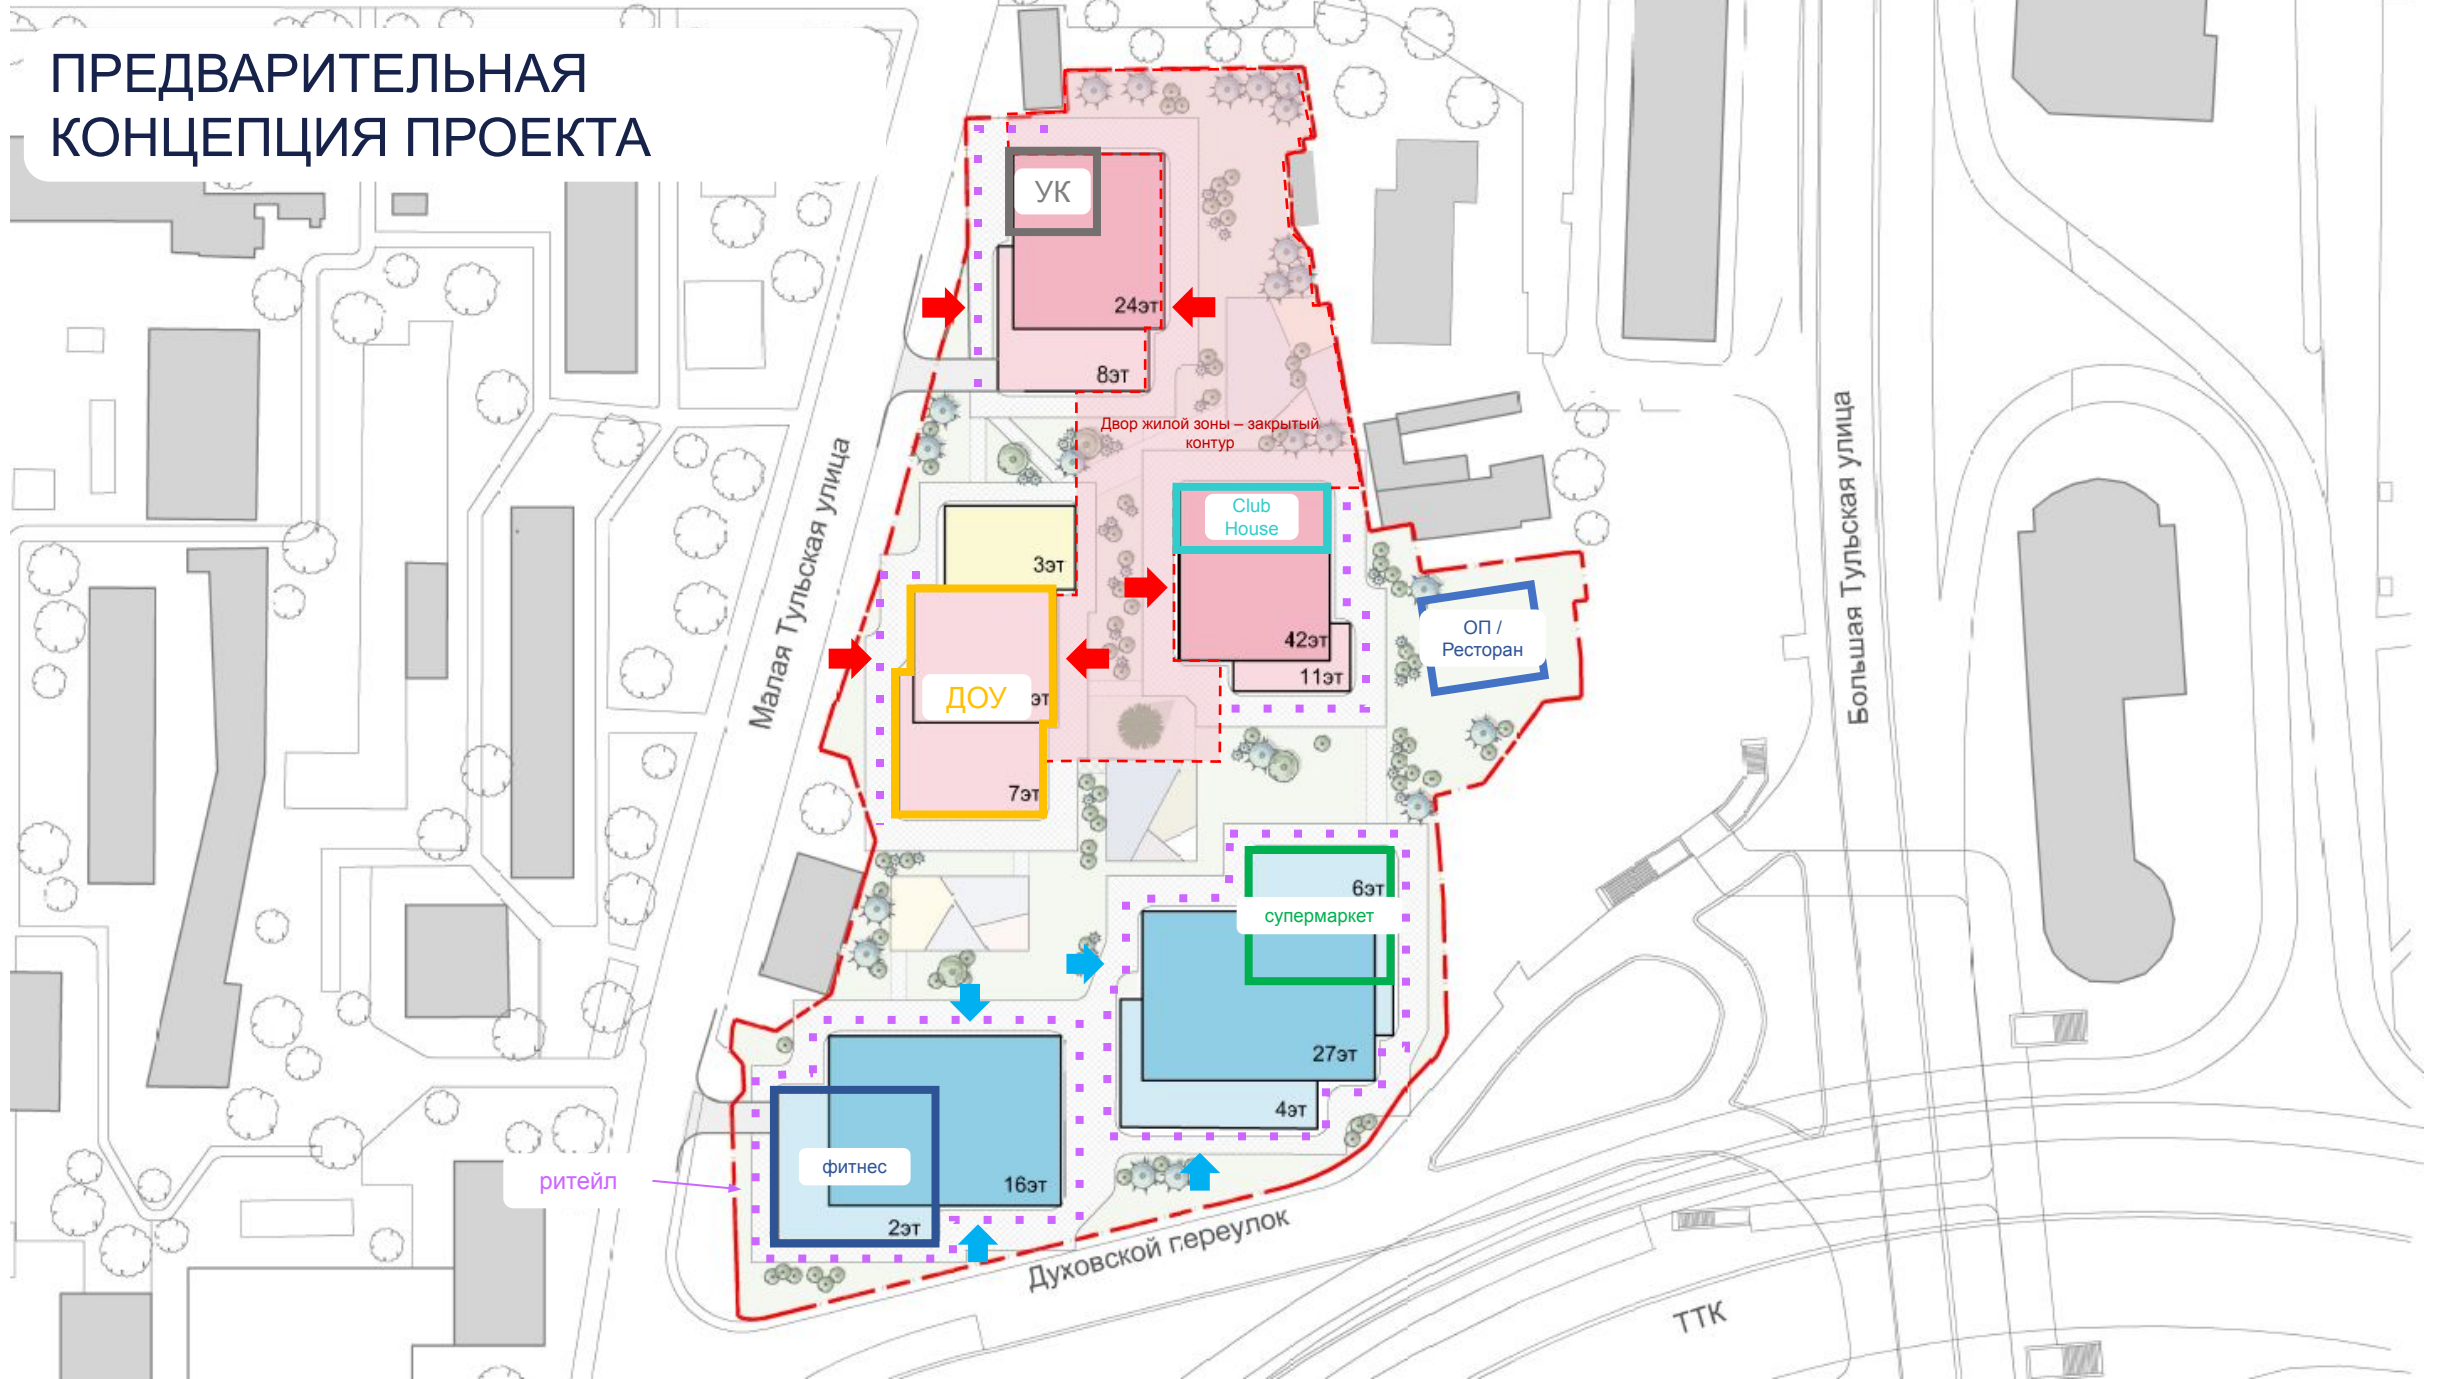 ПРЕДВАРИТЕЛЬНАЯ
КОНЦЕПЦИЯ ПРОЕКТА
УК
24эт
8эт
Двор жилой зоны – закрытый
контур
Малая Тульская улица
Большая Тульская улица
Club
House
3эт
42эт
11эт
ОП /
Ресторан
ДОУ
эт
7эт
6эт
супермаркет
27эт
4эт
фитнес
16эт
2эт
ритейл
Духовской переулок
ТТК